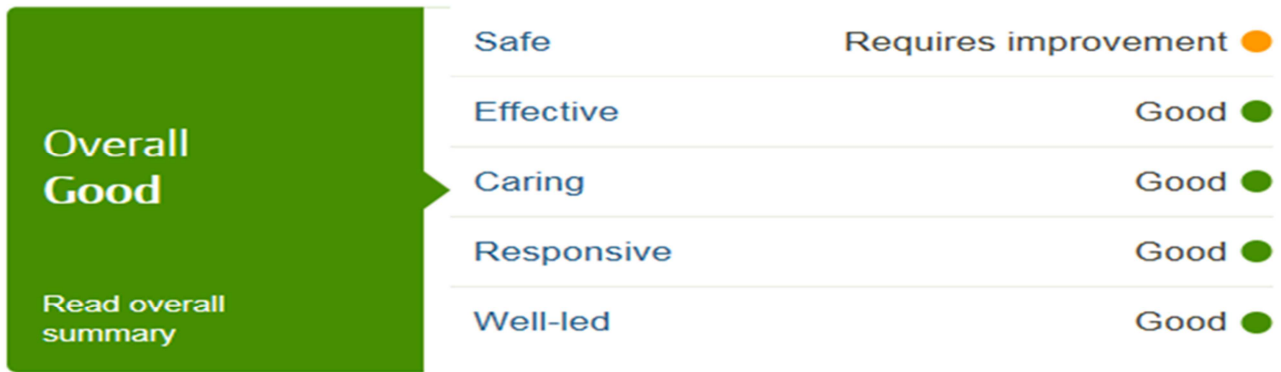 Overall
Good
Read overall
summary
Safe Requires improvement
Effective Good
Caring Good
Responsive Good
Well-led Good